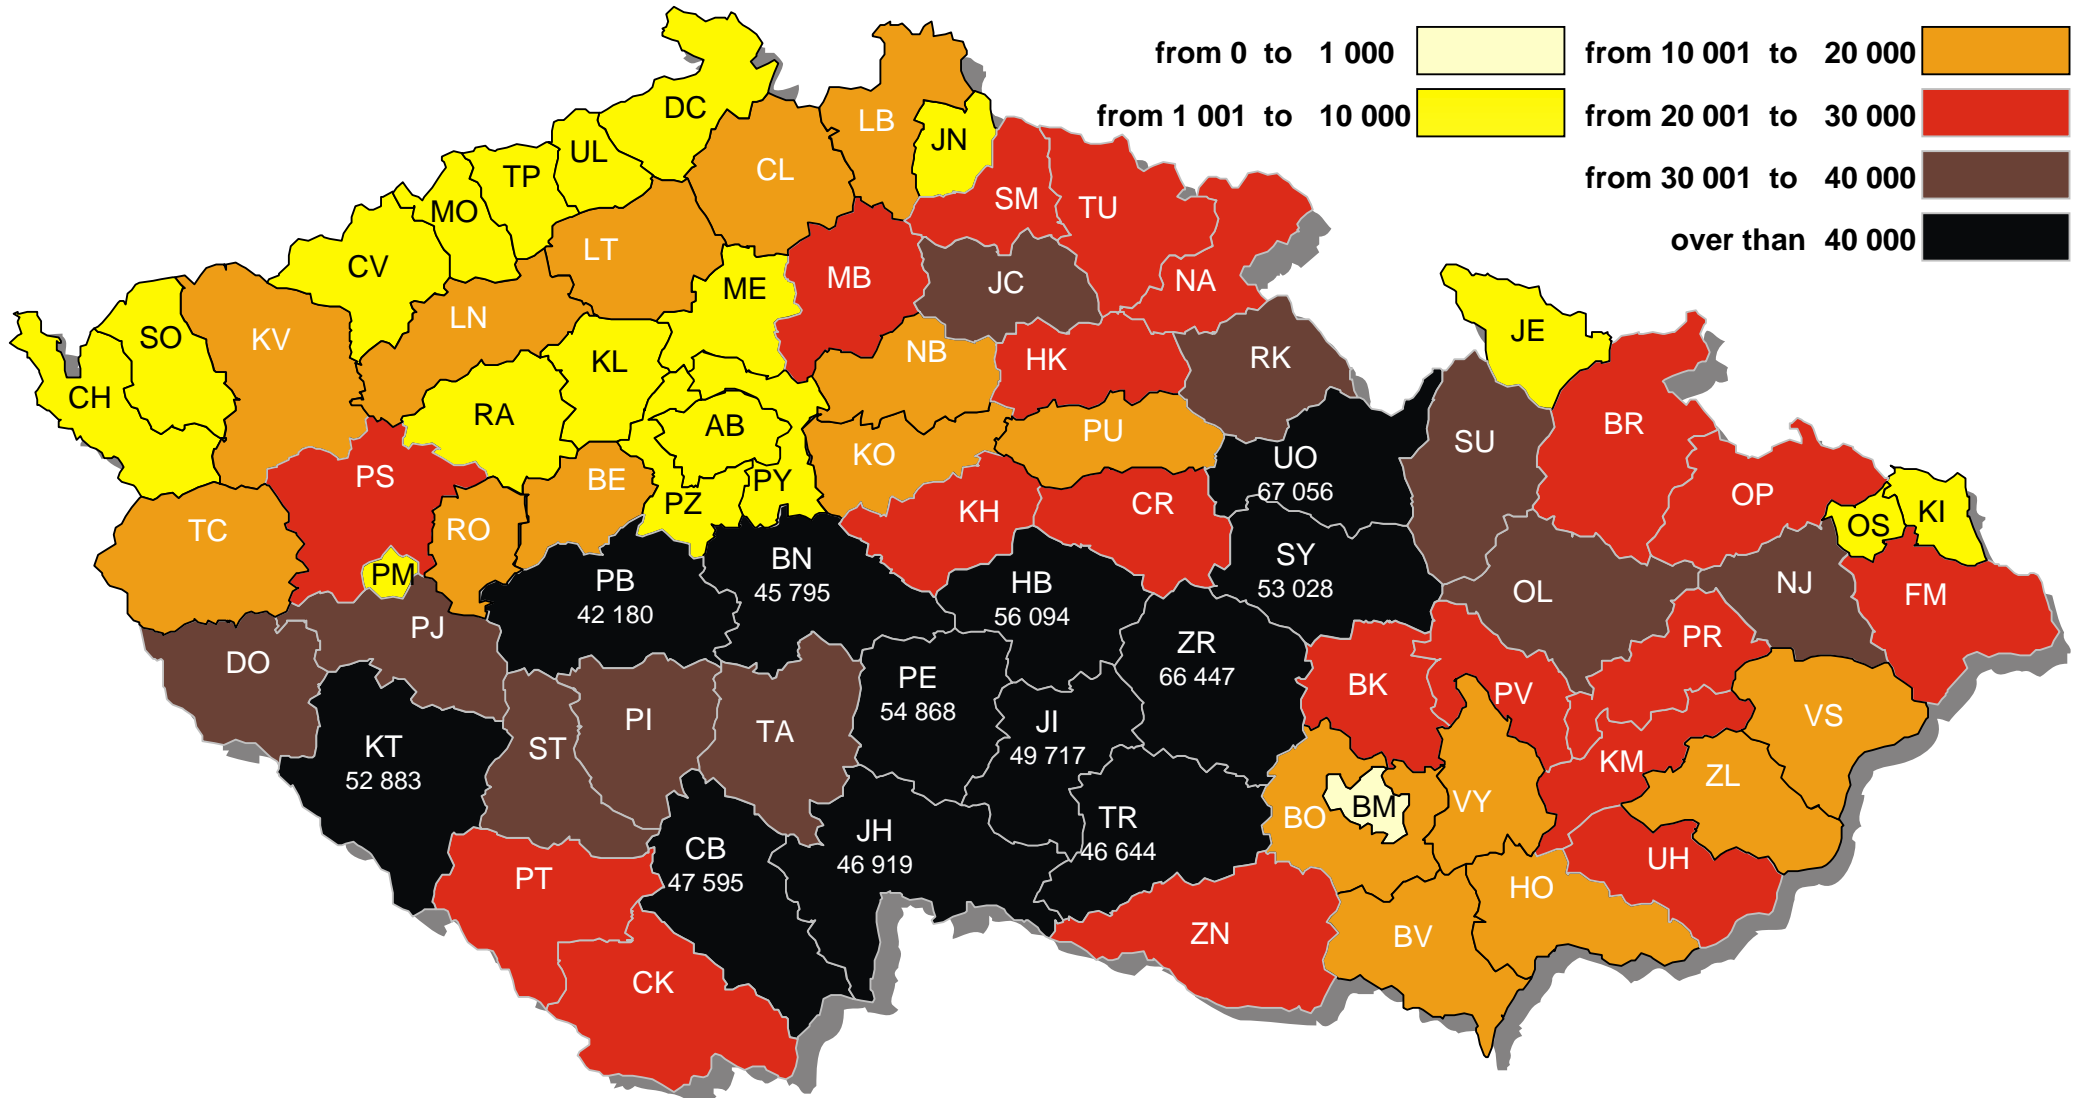 from 0 to 1 000
from 10 001 to 20 000
from 1 001 to 10 000
from 20 001 to 30 000
from 30 001 to 40 000
over than 40 000
DC
LB
JN
UL
TP
CL
MO
SM
TU
LT
CV
ME
MB
JC
NA
SO
KV
LN
KL
NB
HK
RK
JE
CH
RA
AB
KO
PU
SU
BR
PS
BE
PY
PZ
UO
67 056
KH
CR
OP
KI
OS
TC
RO
PM
PB
42 180
BN
45 795
HB
56 094
SY
53 028
OL
NJ
FM
PJ
DO
ZR
66 447
PR
PE
54 868
BK
PV
KT
52 883
ST
PI
TA
JI
49 717
VS
KM
ZL
BO
BM
VY
TR
46 644
JH
46 919
CB
47 595
UH
PT
HO
ZN
BV
CK